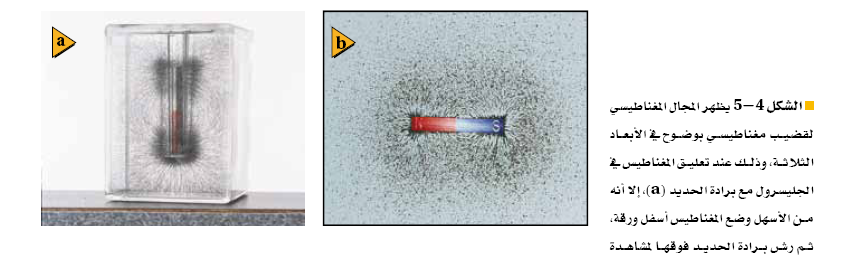 a
b
N S
الشكل 4–5 يظهر المجال المغناطيسي
لقضيب مغناطيسي بوضوح في الأبعاد
الثلاثة، وذلك عند تعليق المغناطيس في
الجليسرول مع برادة الحديد (a)، إلا أنه
من الأسهل وضع المغناطيس أسفل ورقة،
ثم رش برادة الحديد فوقها لمشاهدة